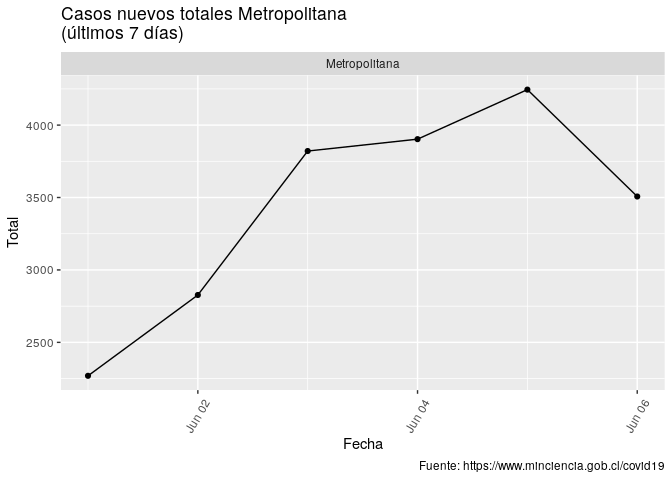 Casos nuevos totales Metropolitana
(últimos 7 días)
Metropolitana
4000
3500
3000
2500
Total
Jun 02
Jun 04
Jun 06
Fecha
Fuente: https://www.minciencia.gob.cl/covid19